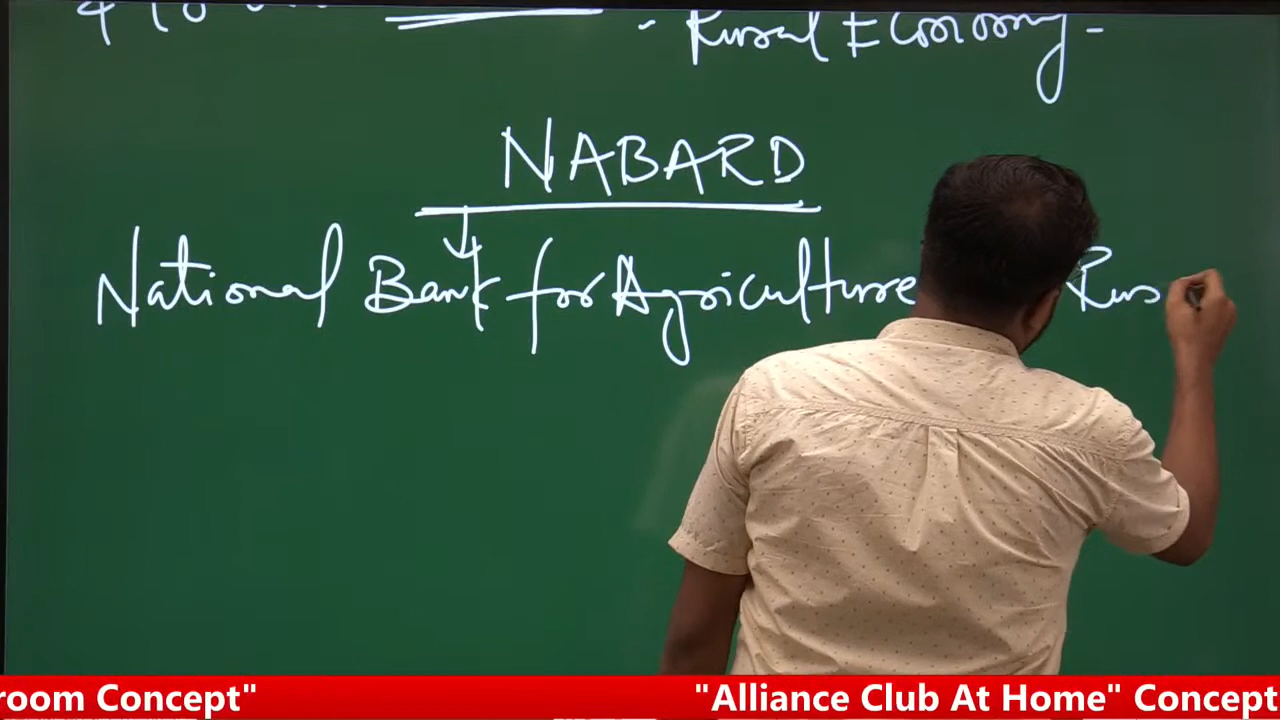 - Rural Economy -
NABARD
National Bank for Agriculture Rur
room Concept" "Alliance Club At Home" Concept